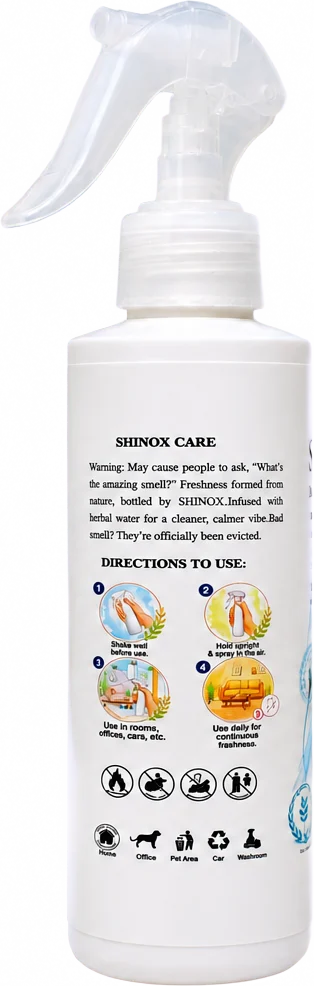 SHINOX CARE
Warning: May cause people to ask, “What's
the amazing smell?” Freshness formed from
nature, bottled by SHINOX.Infused with
herbal water for a cleaner, calmer vibe.Bad
smell? They're officially been evicted.
DIRECTIONS TO USE:
1
Shake well
before use.
2
Hold upright
& spray in the air.
3
Use in rooms,
offices, cars, etc.
4
Use daily for
continuous
freshness.
Home
Office
Pet Area
Car
Washroom